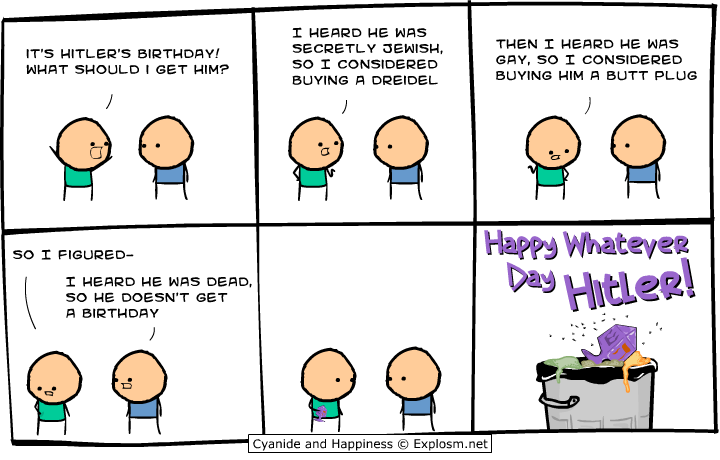 IT'S HITLER'S BIRTHDAY!
WHAT SHOULD I GET HIM?
I HEARD HE WAS
SECRETLY JEWISH,
SO I CONSIDERED
BUYING A DREIDEL
THEN I HEARD HE WAS
GAY, SO I CONSIDERED
BUYING HIM A BUTT PLUG
SO I FIGURED-
I HEARD HE WAS DEAD,
SO HE DOESN'T GET
A BIRTHDAY
Happy Whatever
Day Hitler!
Cyanide and Happiness © Explosm.net